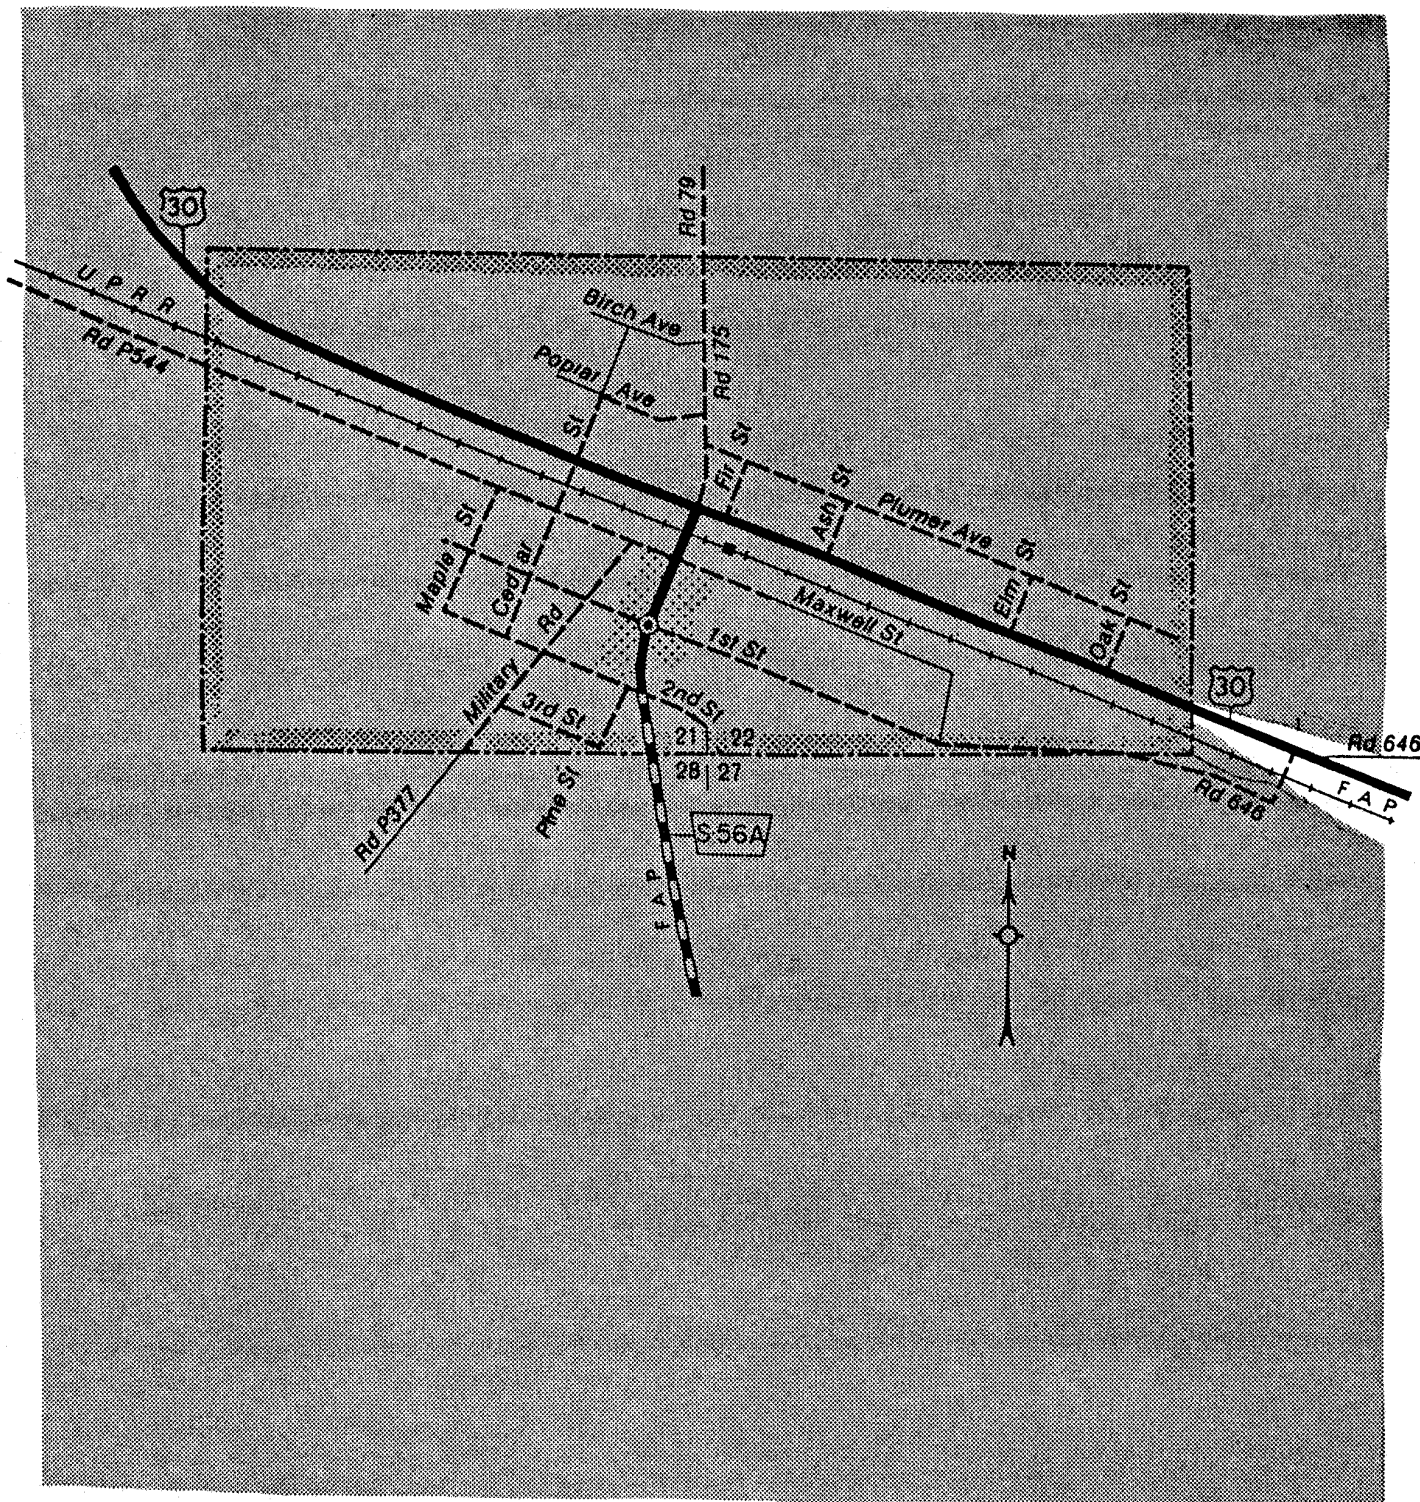 30
Rd 79
U P R R
Rd P544
Birch Ave
Rd 175
Poplar Ave
St
Fir St
Ash St
Plumer Ave
Elm St
Oak St
Maple St
Cedar
Rd
Military
Maxwell St
1st St
2nd St
3rd St
21 22
28 27
30
Rd 646
F A P
Rd 646
Pine St
Rd P377
S-56A
F A P
N